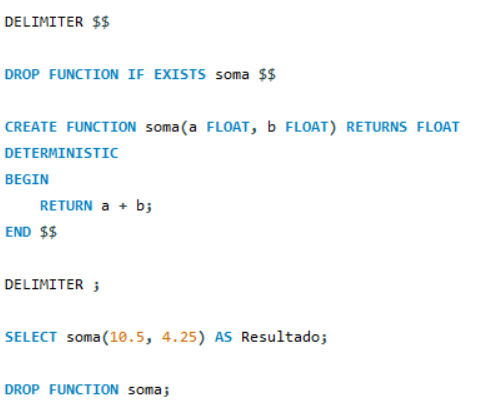 DELIMITER $$
DROP FUNCTION IF EXISTS soma $$
CREATE FUNCTION soma(a FLOAT, b FLOAT) RETURNS FLOAT
DETERMINISTIC
BEGIN
    RETURN a + b;
END $$
DELIMITER ;
SELECT soma(10.5, 4.25) AS Resultado;
DROP FUNCTION soma;